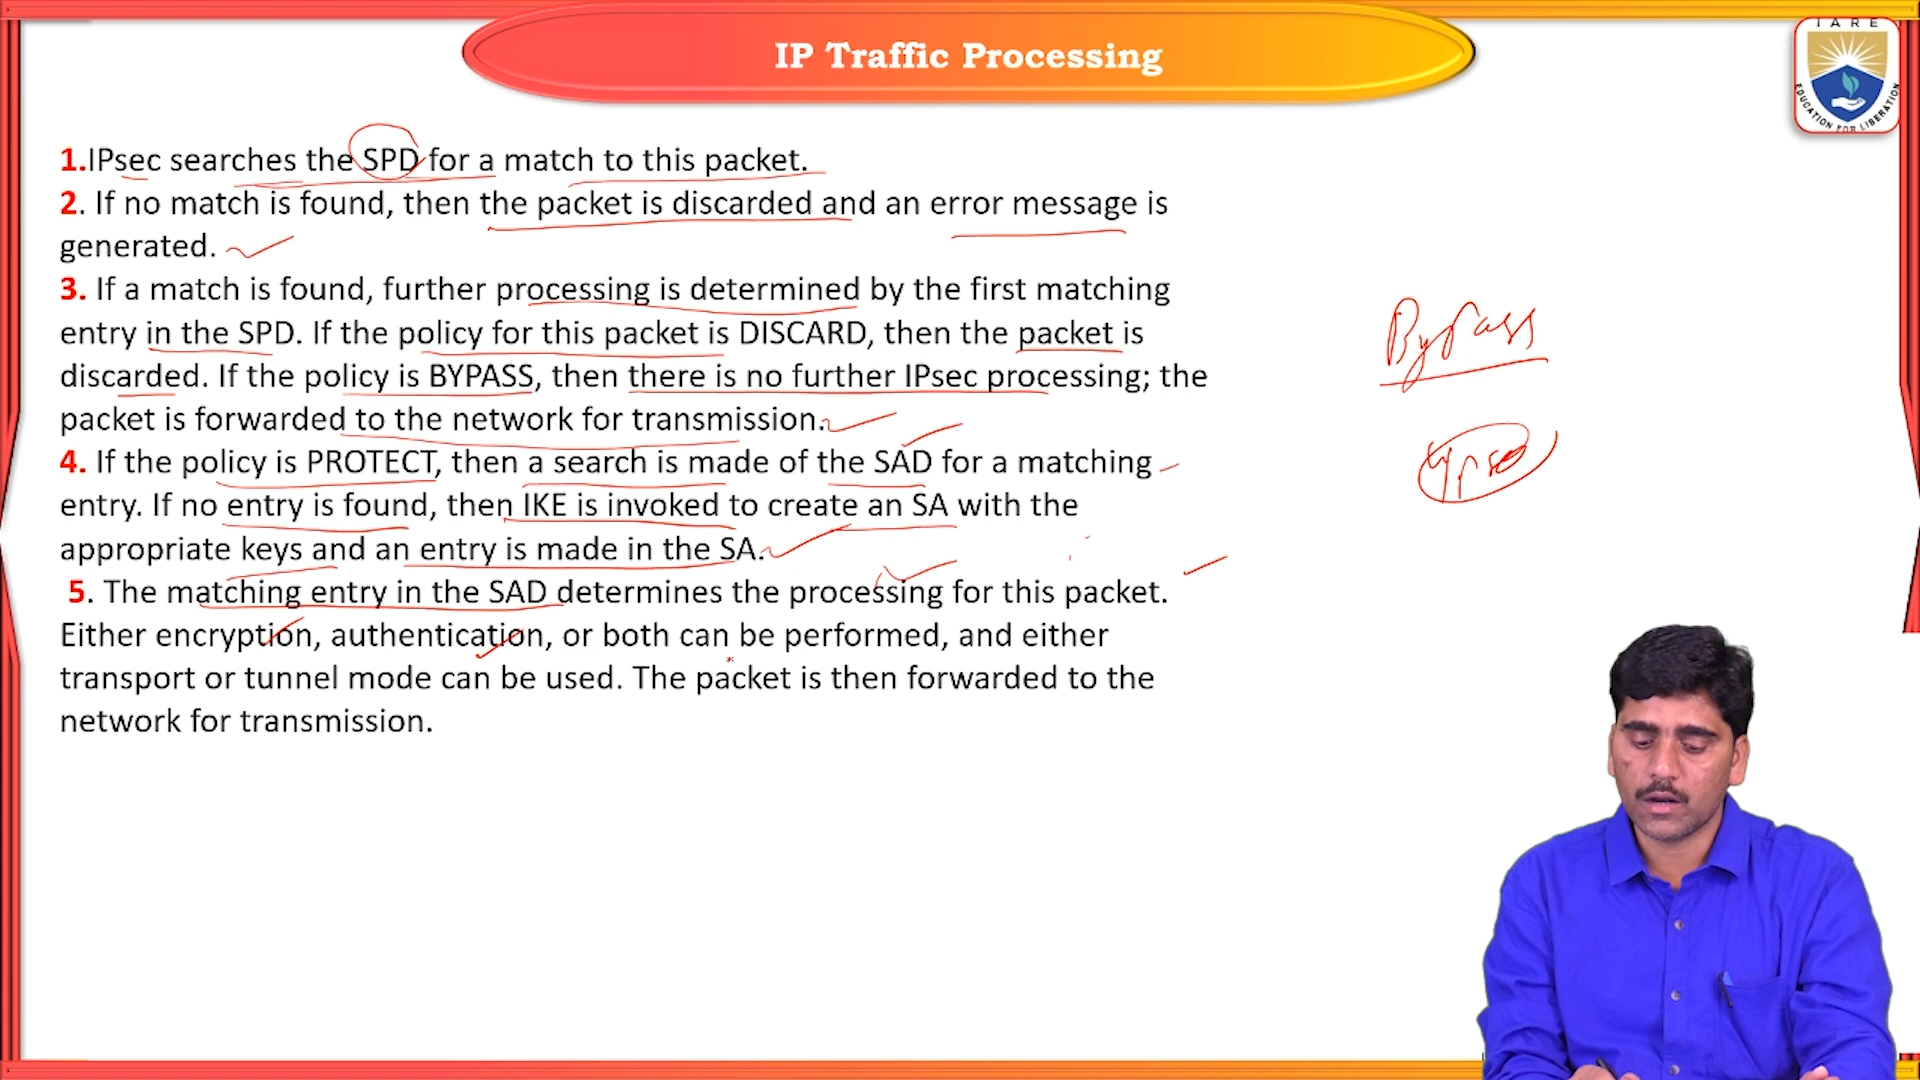 IP Traffic Processing
IARE
EDUCATION FOR LIBERATION
1.IPsec searches the SPD for a match to this packet.
2. If no match is found, then the packet is discarded and an error message is
generated.
3. If a match is found, further processing is determined by the first matching
entry in the SPD. If the policy for this packet is DISCARD, then the packet is
discarded. If the policy is BYPASS, then there is no further IPsec processing; the
packet is forwarded to the network for transmission.
4. If the policy is PROTECT, then a search is made of the SAD for a matching
entry. If no entry is found, then IKE is invoked to create an SA with the
appropriate keys and an entry is made in the SA.
5. The matching entry in the SAD determines the processing for this packet.
Either encryption, authentication, or both can be performed, and either
transport or tunnel mode can be used. The packet is then forwarded to the
network for transmission.
Bypass